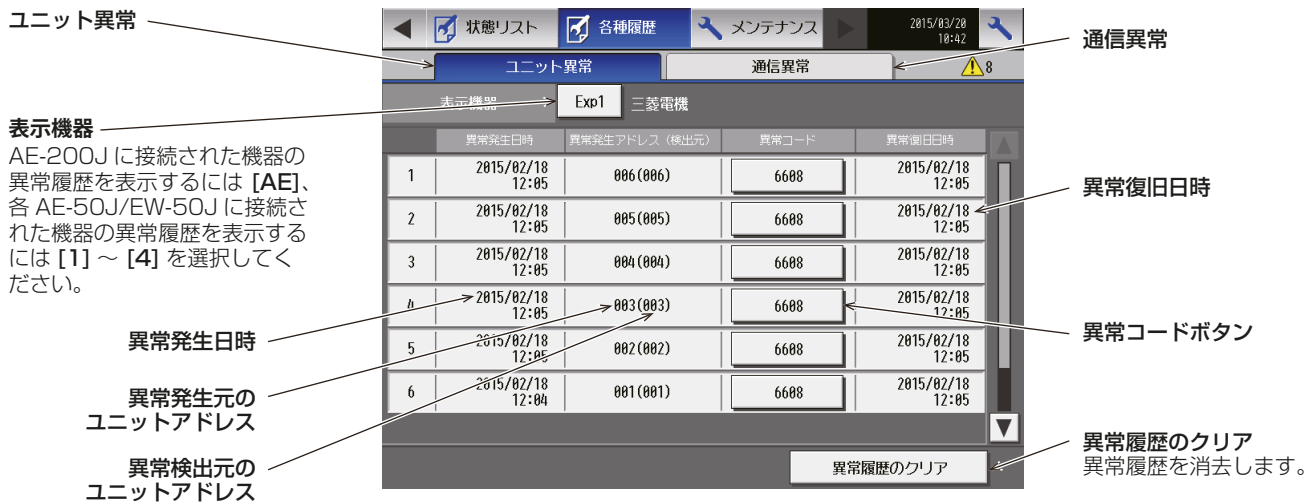 ユニット異常
表示機器
AE-200Jに接続された機器の
異常履歴を表示するには [AE]、
各 AE-50J/EW-50Jに接続さ
れた機器の異常履歴を表示する
には [1] ～ [4] を選択してく
ださい。
異常発生日時
異常発生元の
ユニットアドレス
異常検出元の
ユニットアドレス
状態リスト 各種履歴 メンテナンス 2015/03/20
10:42
ユニット異常 通信異常 8
表示機器 Exp1 三菱電機
異常発生日時 異常発生アドレス（検出元） 異常コード 異常復旧日時
1 2015/02/18 006(006) 6608 2015/02/18
12:05 12:05
2 2015/02/18 005(005) 6608 2015/02/18
12:05 12:05
3 2015/02/18 004(004) 6608 2015/02/18
12:05 12:05
4 2015/02/18 003(003) 6608 2015/02/18
12:05 12:05
5 2015/02/18 002(002) 6608 2015/02/18
12:05 12:05
6 2015/02/18 001(001) 6608 2015/02/18
12:04 12:05
異常履歴のクリア
通信異常
異常復旧日時
異常コードボタン
異常履歴のクリア
異常履歴を消去します。